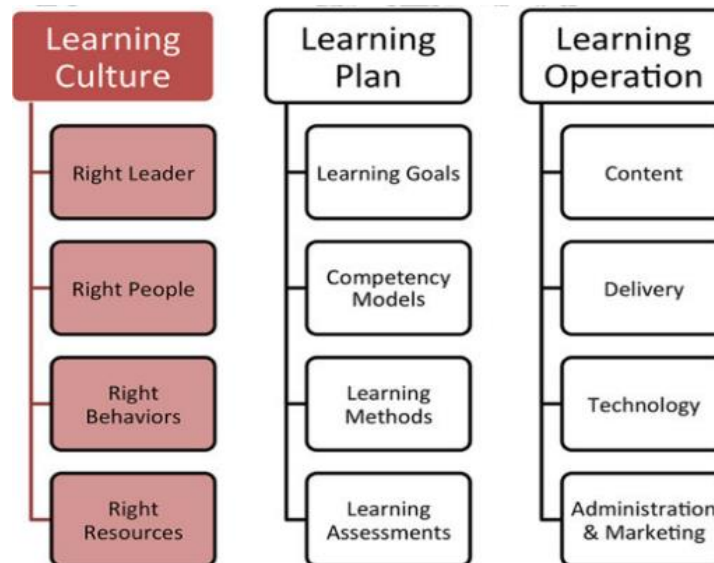 Learning
Culture
Right Leader
Right People
Right
Behaviors
Right
Resources
Learning
Plan
Learning Goals
Competency
Models
Learning
Methods
Learning
Assessments
Learning
Operation
Content
Delivery
Technology
Administration
& Marketing